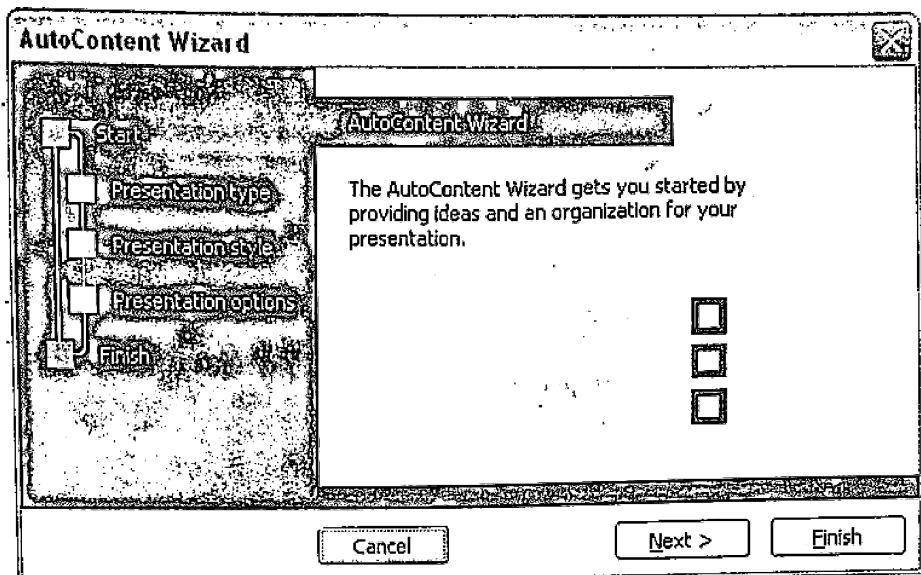 AutoContent Wizard
Start
Presentation type
Presentation style
Presentation options
Finish
AutoContent Wizard
The AutoContent Wizard gets you started by
providing ideas and an organization for your
presentation.
Cancel
Next >
Finish